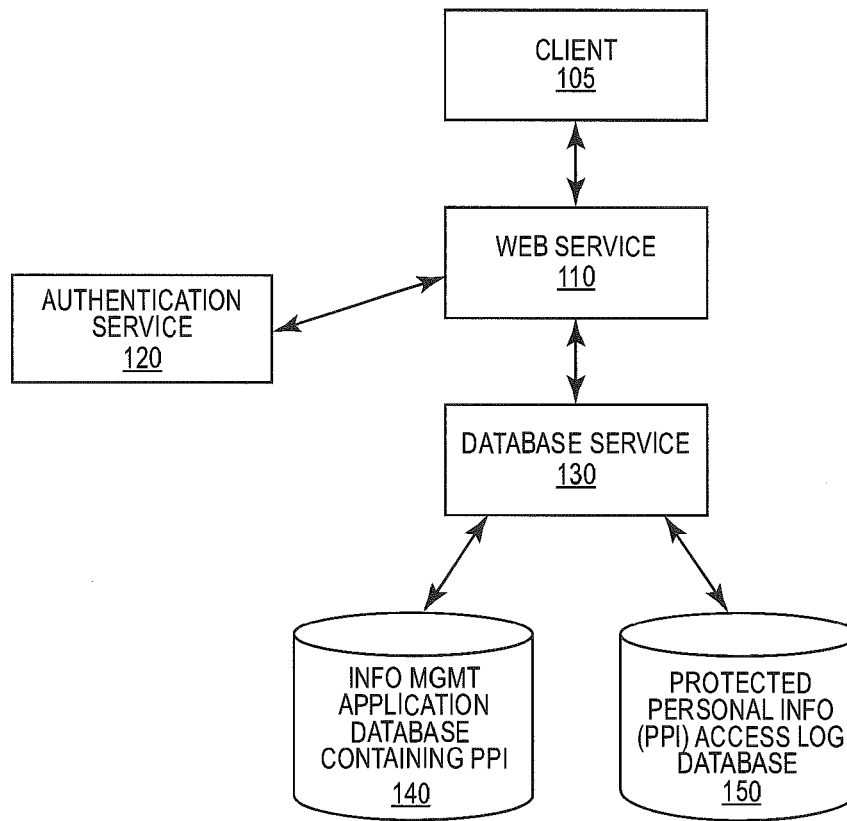 CLIENT
105
WEB SERVICE
110
AUTHENTICATION
SERVICE
120
DATABASE SERVICE
130
INFO MGMT
APPLICATION
DATABASE
CONTAINING PPI
140
PROTECTED
PERSONAL INFO
(PPI) ACCESS LOG
DATABASE
150